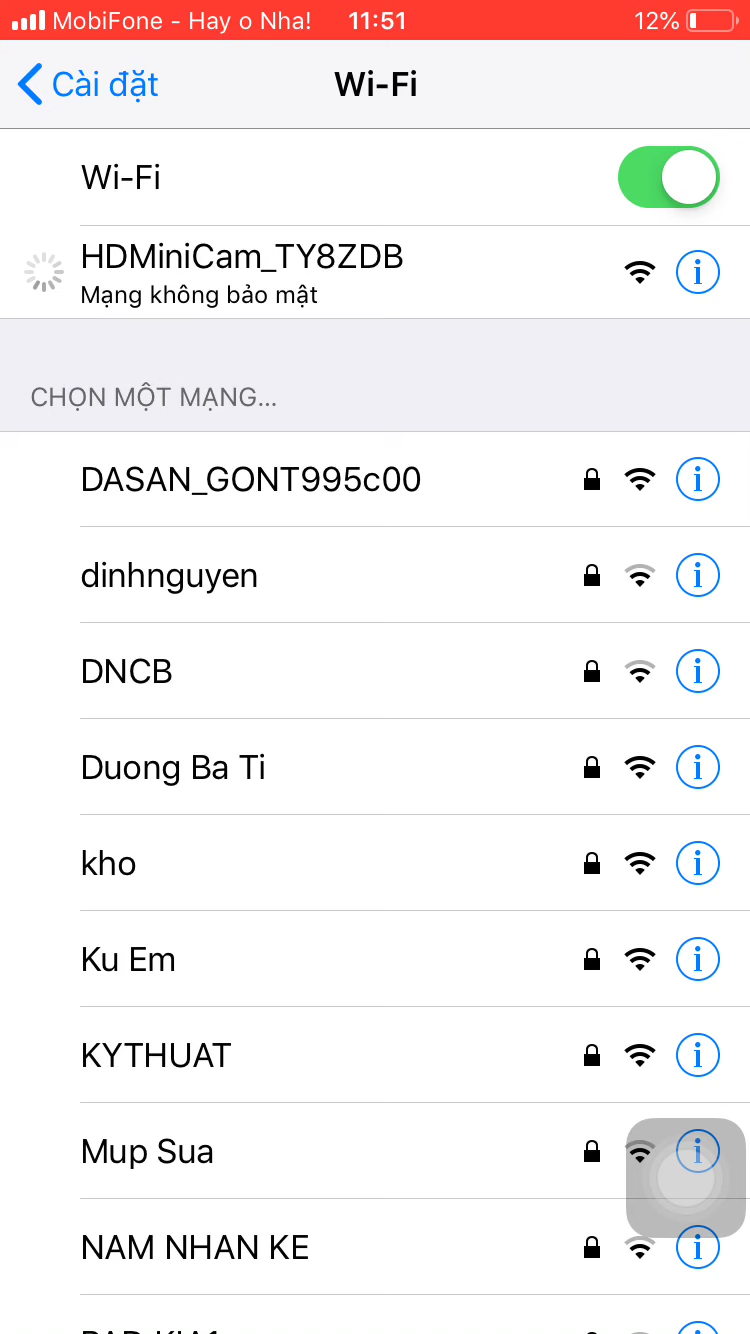 MobiFone - Hay o Nha! 11:51 12%
Cài đặt Wi-Fi
Wi-Fi
HDMiniCam_TY8ZDB
Mạng không bảo mật
CHỌN MỘT MẠNG...
DASAN_GONT995c00
dinhnguyen
DNCB
Duong Ba Ti
kho
Ku Em
KYTHUAT
Mup Sua
NAM NHAN KE